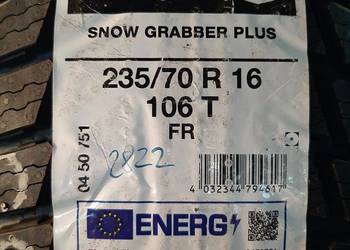 SNOW GRABBER PLUS
235/70 R 16
106 T
FR
04 50 751
2822
4 032344 794617
ENERG